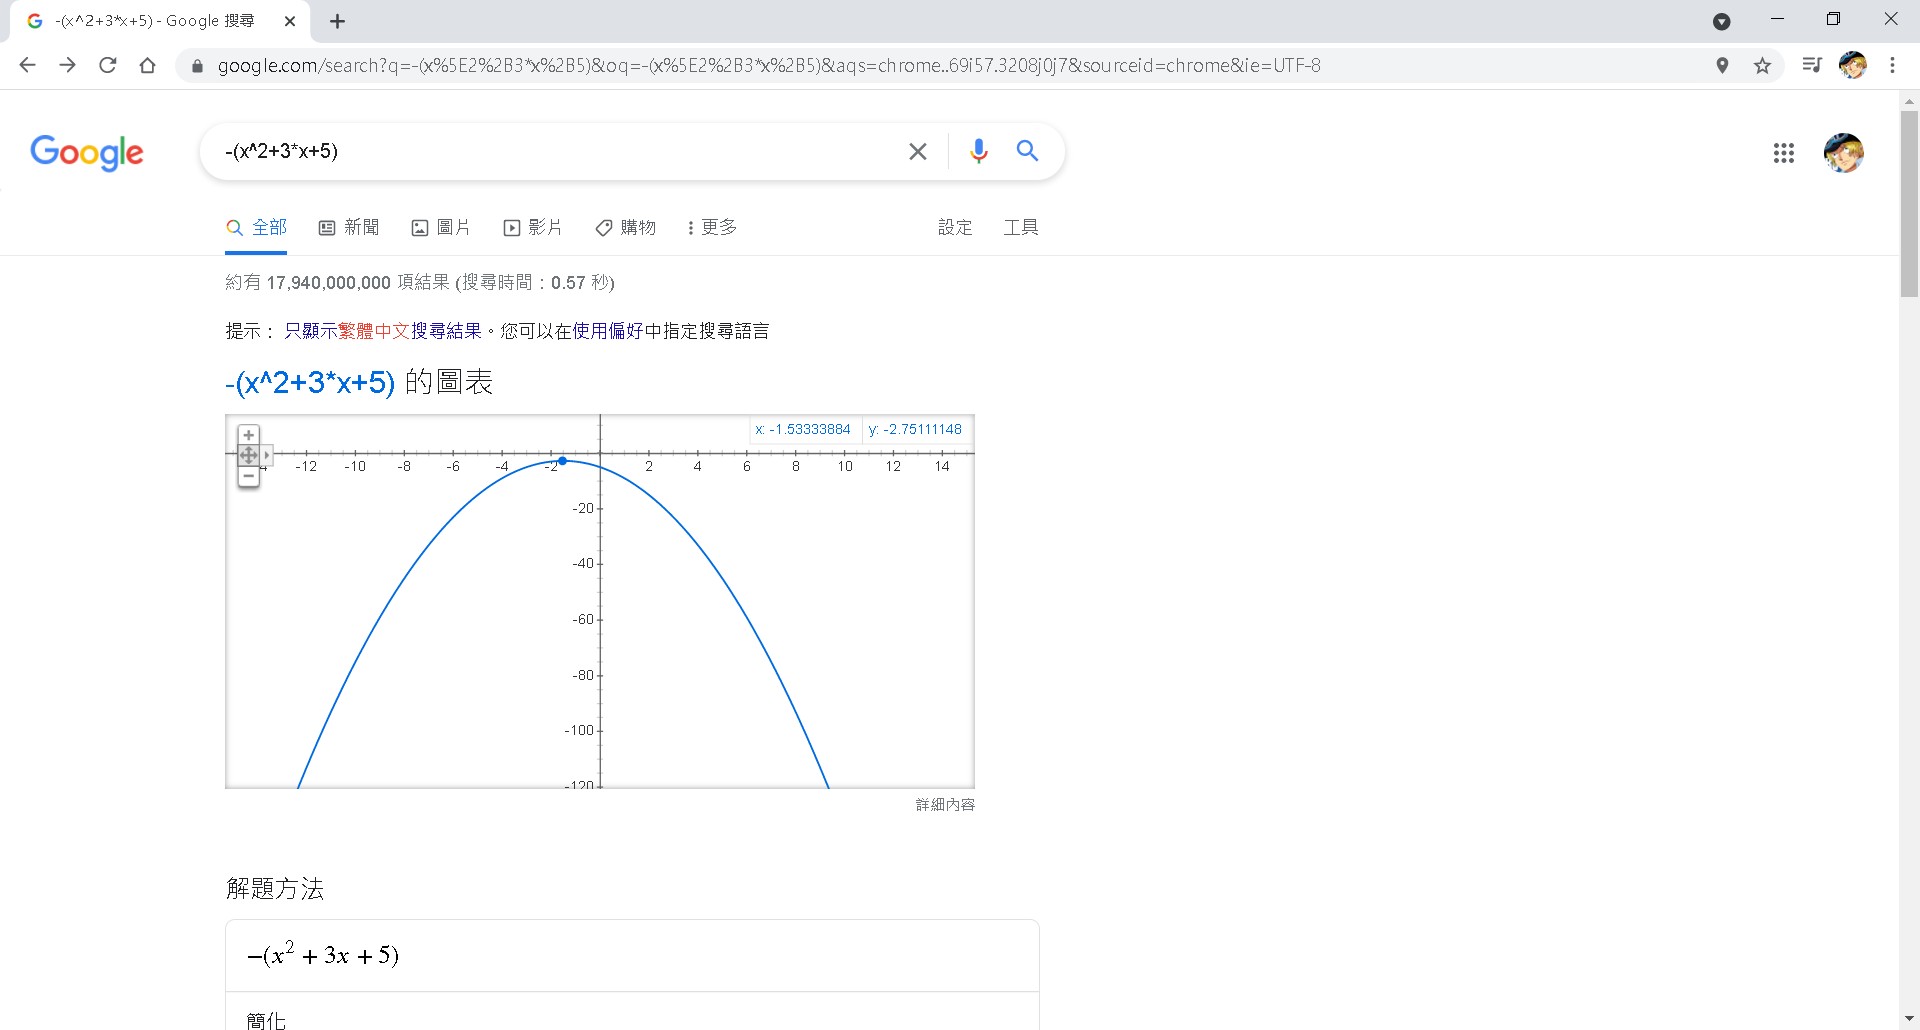 -(x^2+3*x+5) - Google 搜尋
google.com/search?q=-(x%5E2%2B3*x%2B5)&oq=-(x%5E2%2B3*x%2B5)&aqs=chrome..69i57.3208j0j7&sourceid=chrome&ie=UTF-8
Google
-(x^2+3*x+5)
全部 新聞 圖片 影片 購物 更多 設定 工具
約有 17,940,000,000 項結果 (搜尋時間：0.57 秒)
提示： 只顯示繁體中文搜尋結果。您可以在使用偏好中指定搜尋語言
-(x^2+3*x+5) 的圖表
x: -1.53333884 y: -2.75111148
-12 -10 -8 -6 -4 -2 2 4 6 8 10 12 14
-20
-40
-60
-80
-100
-120
詳細內容
解題方法
−(x² + 3x + 5)
簡化